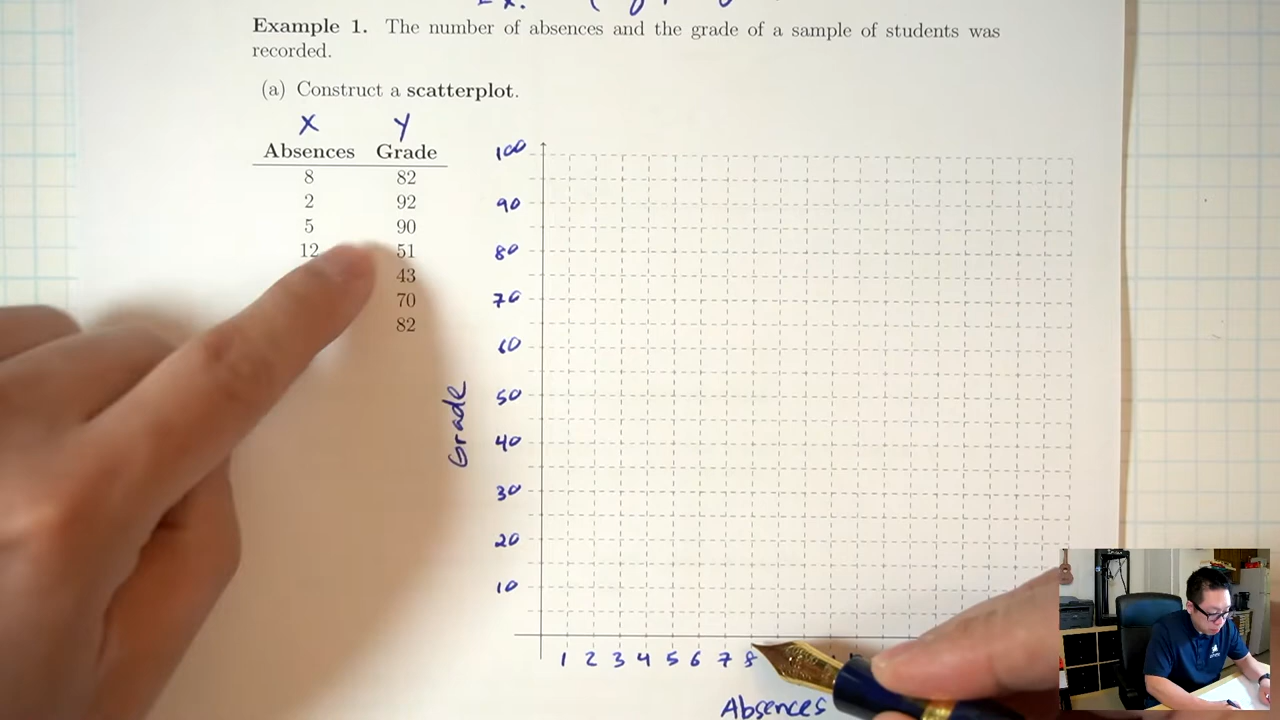 Example 1. The number of absences and the grade of a sample of students was
recorded.
(a) Construct a scatterplot.
X Y
Absences Grade
8 82
2 92
5 90
12 51
43
70
82
100
90
80
70
60
50
40
30
20
10
Grade
1 2 3 4 5 6 7 8
Absences